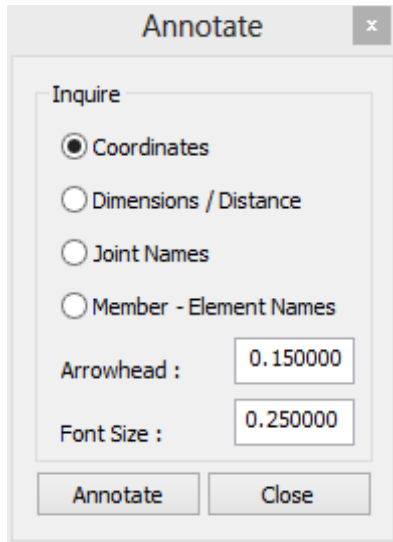 Annotate
x
Inquire
Coordinates
Dimensions / Distance
Joint Names
Member - Element Names
Arrowhead : 0.150000
Font Size : 0.250000
Annotate Close